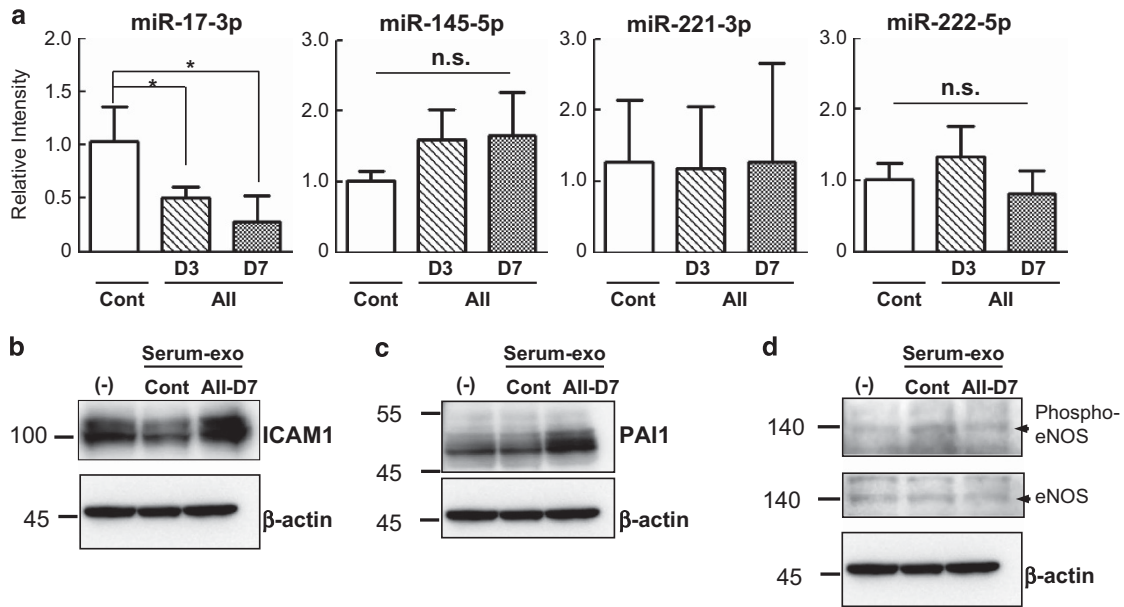 a
miR-17-3p
miR-145-5p
miR-221-3p
miR-222-5p
Relative Intensity
2.0
1.5
1.0
0.5
0
*
*
D3
D7
Cont
AII
3.0
2.0
1.0
0
n.s.
D3
D7
Cont
AII
3.0
2.0
1.0
0
D3
D7
Cont
AII
3.0
2.0
1.0
0
n.s.
D3
D7
Cont
AII
b
Serum-exo
(-) Cont AII-D7
100
ICAM1
45
β-actin
c
Serum-exo
(-) Cont AII-D7
55
PAI1
45
45
β-actin
d
Serum-exo
(-) Cont AII-D7
140
Phospho-
eNOS
140
eNOS
45
β-actin